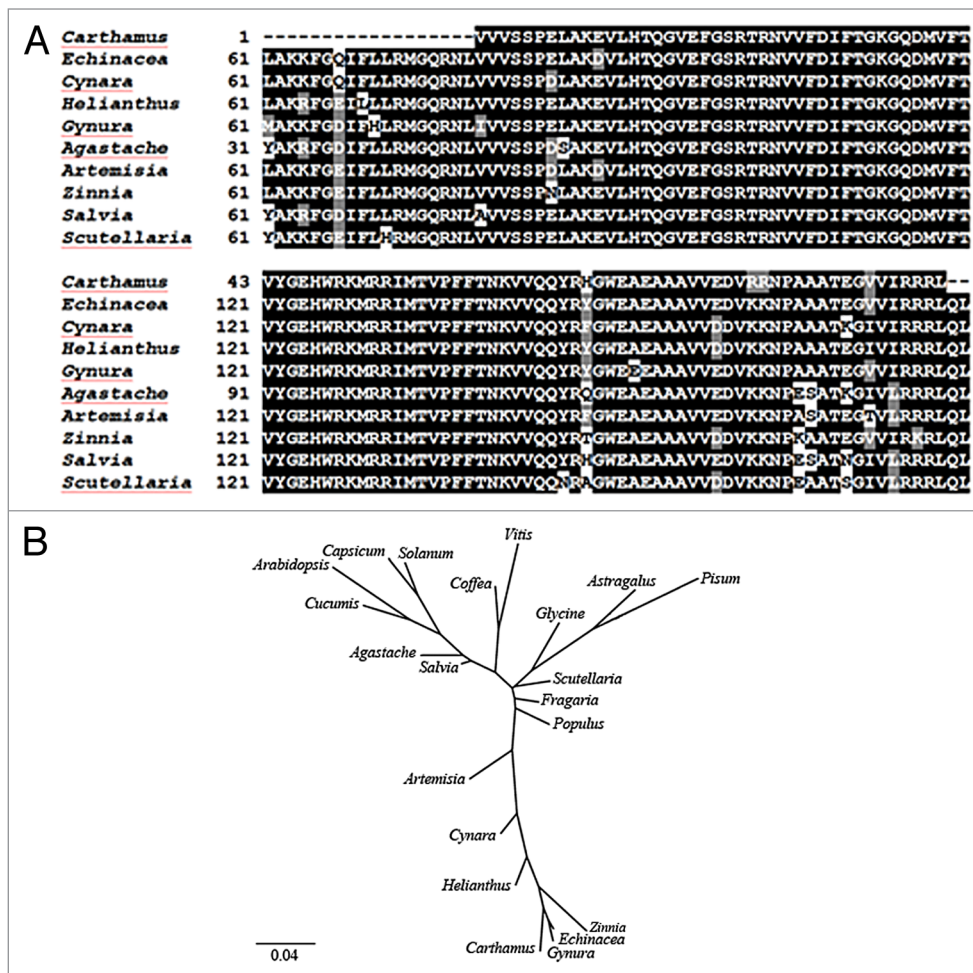 A
Carthamus 1 ------------------VVVSSPELAKEVLHTQGVEFGSRTRNVVFDIFTGKGQDMVFT
Echinacea 61 LAKKFGQIFLLRMGQRNLVVVSSPELAKDVLHTQGVEFGSRTRNVVFDIFTGKGQDMVFT
Cynara 61 LAKKFGQIFLLRMGQRNLVVVSSPDLAKEVLHTQGVEFGSRTRNVVFDIFTGKGQDMVFT
Helianthus 61 LAKRFGEILLLRMGQRNLVVVSSPELAKEVLHTQGVEFGSRTRNVVFDIFTGKGQDMVFT
Gynura 61 MAKKFGDIFHLRMGQRNLIVVSSPELAKEVLHTQGVEFGSRTRNVVFDIFTGKGQDMVFT
Agastache 31 YAKRFGDIFLLRMGQRNLVVVSSPDSAKEVLHTQGVEFGSRTRNVVFDIFTGKGQDMVFT
Artemisia 61 LAKKFGEIFLLRMGQRNLVVVSSPDLAKDVLHTQGVEFGSRTRNVVFDIFTGKGQDMVFT
Zinnia 61 LAKKFGEIFLLRMGQRNLVVVSSPNLAKEVLHTQGVEFGSRTRNVVFDIFTGKGQDMVFT
Salvia 61 YAKRFGDIFLLRMGQRNLAVVSSPELAKEVLHTQGVEFGSRTRNVVFDIFTGKGQDMVFT
Scutellaria 61 YAKKFGEIFLHRMGQRNLVVVSSPELAKEVLHTQGVEFGSRTRNVVFDIFTGKGQDMVFT
Carthamus 43 VYGEHWRKMRRIMTVPFFTNKVVQQYRHGWEAEAAAVVEDVRRNPAAATEGVVIRRRL--
Echinacea 121 VYGEHWRKMRRIMTVPFFTNKVVQQYRYGWEAEAAAVVEDVKKNPAAATEGVVIRRRLQL
Cynara 121 VYGEHWRKMRRIMTVPFFTNKVVQQYRFGWEAEAAAVVDDVKKNPAAATKGIVIRRRLQL
Helianthus 121 VYGEHWRKMRRIMTVPFFTNKVVQQYRYGWEAEAAAVVDDVKKNPAAATEGIVIRRRLQL
Gynura 121 VYGEHWRKMRRIMTVPFFTNKVVQQYRYGWEEEAAAVVEDVKKNPAAATEGVVIRRRLQL
Agastache 91 VYGEHWRKMRRIMTVPFFTNKVVQQYRQGWEAEAAAVVEDVKKNPESATKGIVLRRRLQL
Artemisia 121 VYGEHWRKMRRIMTVPFFTNKVVQQYRFGWEAEAAAVVEDVKKNPASATEGTVLRRRLQL
Zinnia 121 VYGEHWRKMRRIMTVPFFTNKVVQQYRTGWEAEAAAVVDDVKKNPKAATEGVVIRKRLQL
Salvia 121 VYGEHWRKMRRIMTVPFFTNKVVQQYRHGWEAEAAAVVEDVKKNPESATNGIVLRRRLQL
Scutellaria 121 VYGEHWRKMRRIMTVPFFTNKVVQQNRAGWEAEAAAVVDDVKKNPEAATSGIVLRRRLQL
B
Vitis
Capsicum
Solanum
Arabidopsis
Coffea
Astragalus
Pisum
Cucumis
Glycine
Agastache
Salvia
Scutellaria
Fragaria
Populus
Artemisia
Cynara
Helianthus
Zinnia
Echinacea
Carthamus
Gynura
0.04